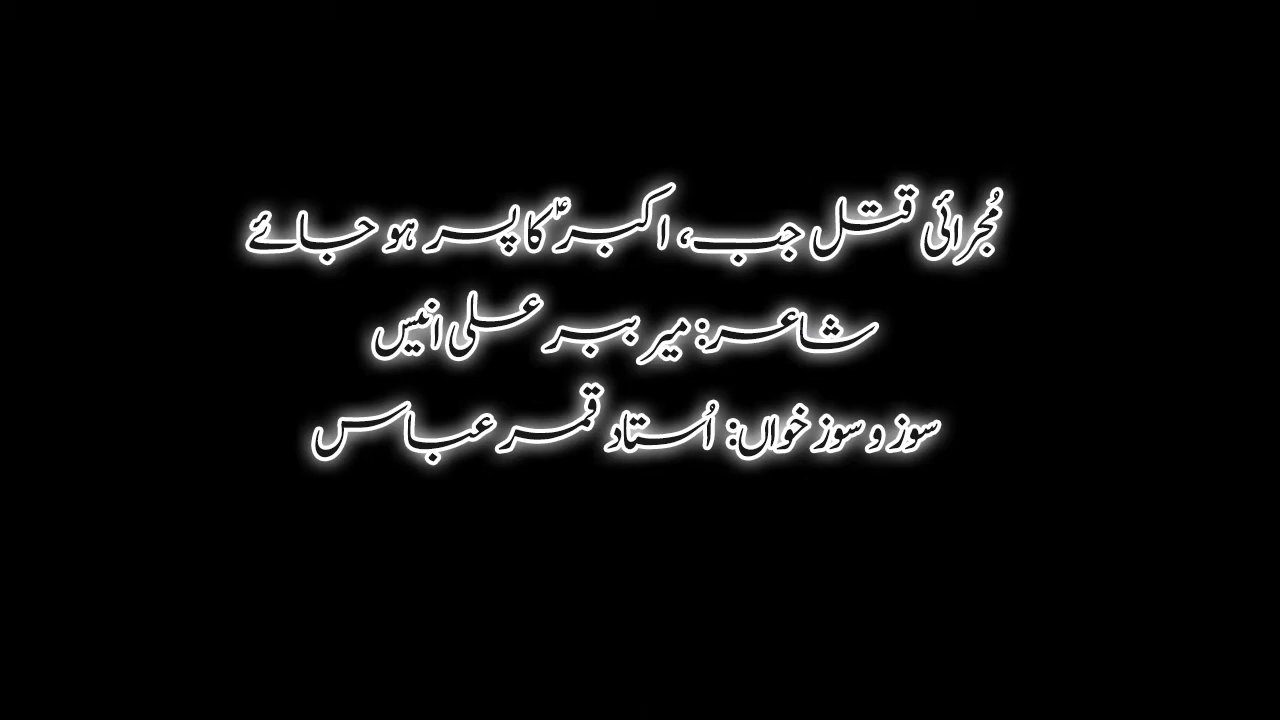 مُجرائی قتل جب، اکبرؑ کا پسر ہو جائے
شاعر: میر ببر علی انیس
سوز و سوز خواں: اُستاد قمر عباس